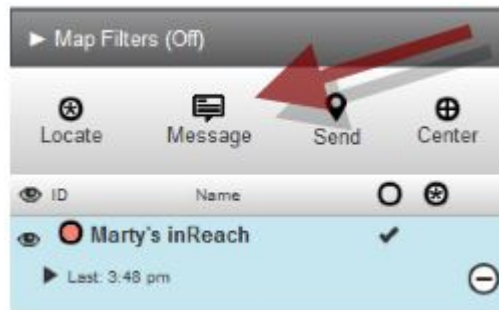 Map Filters (Off)
Locate Message Send Center
ID Name
Marty's inReach
Last: 3:48 pm